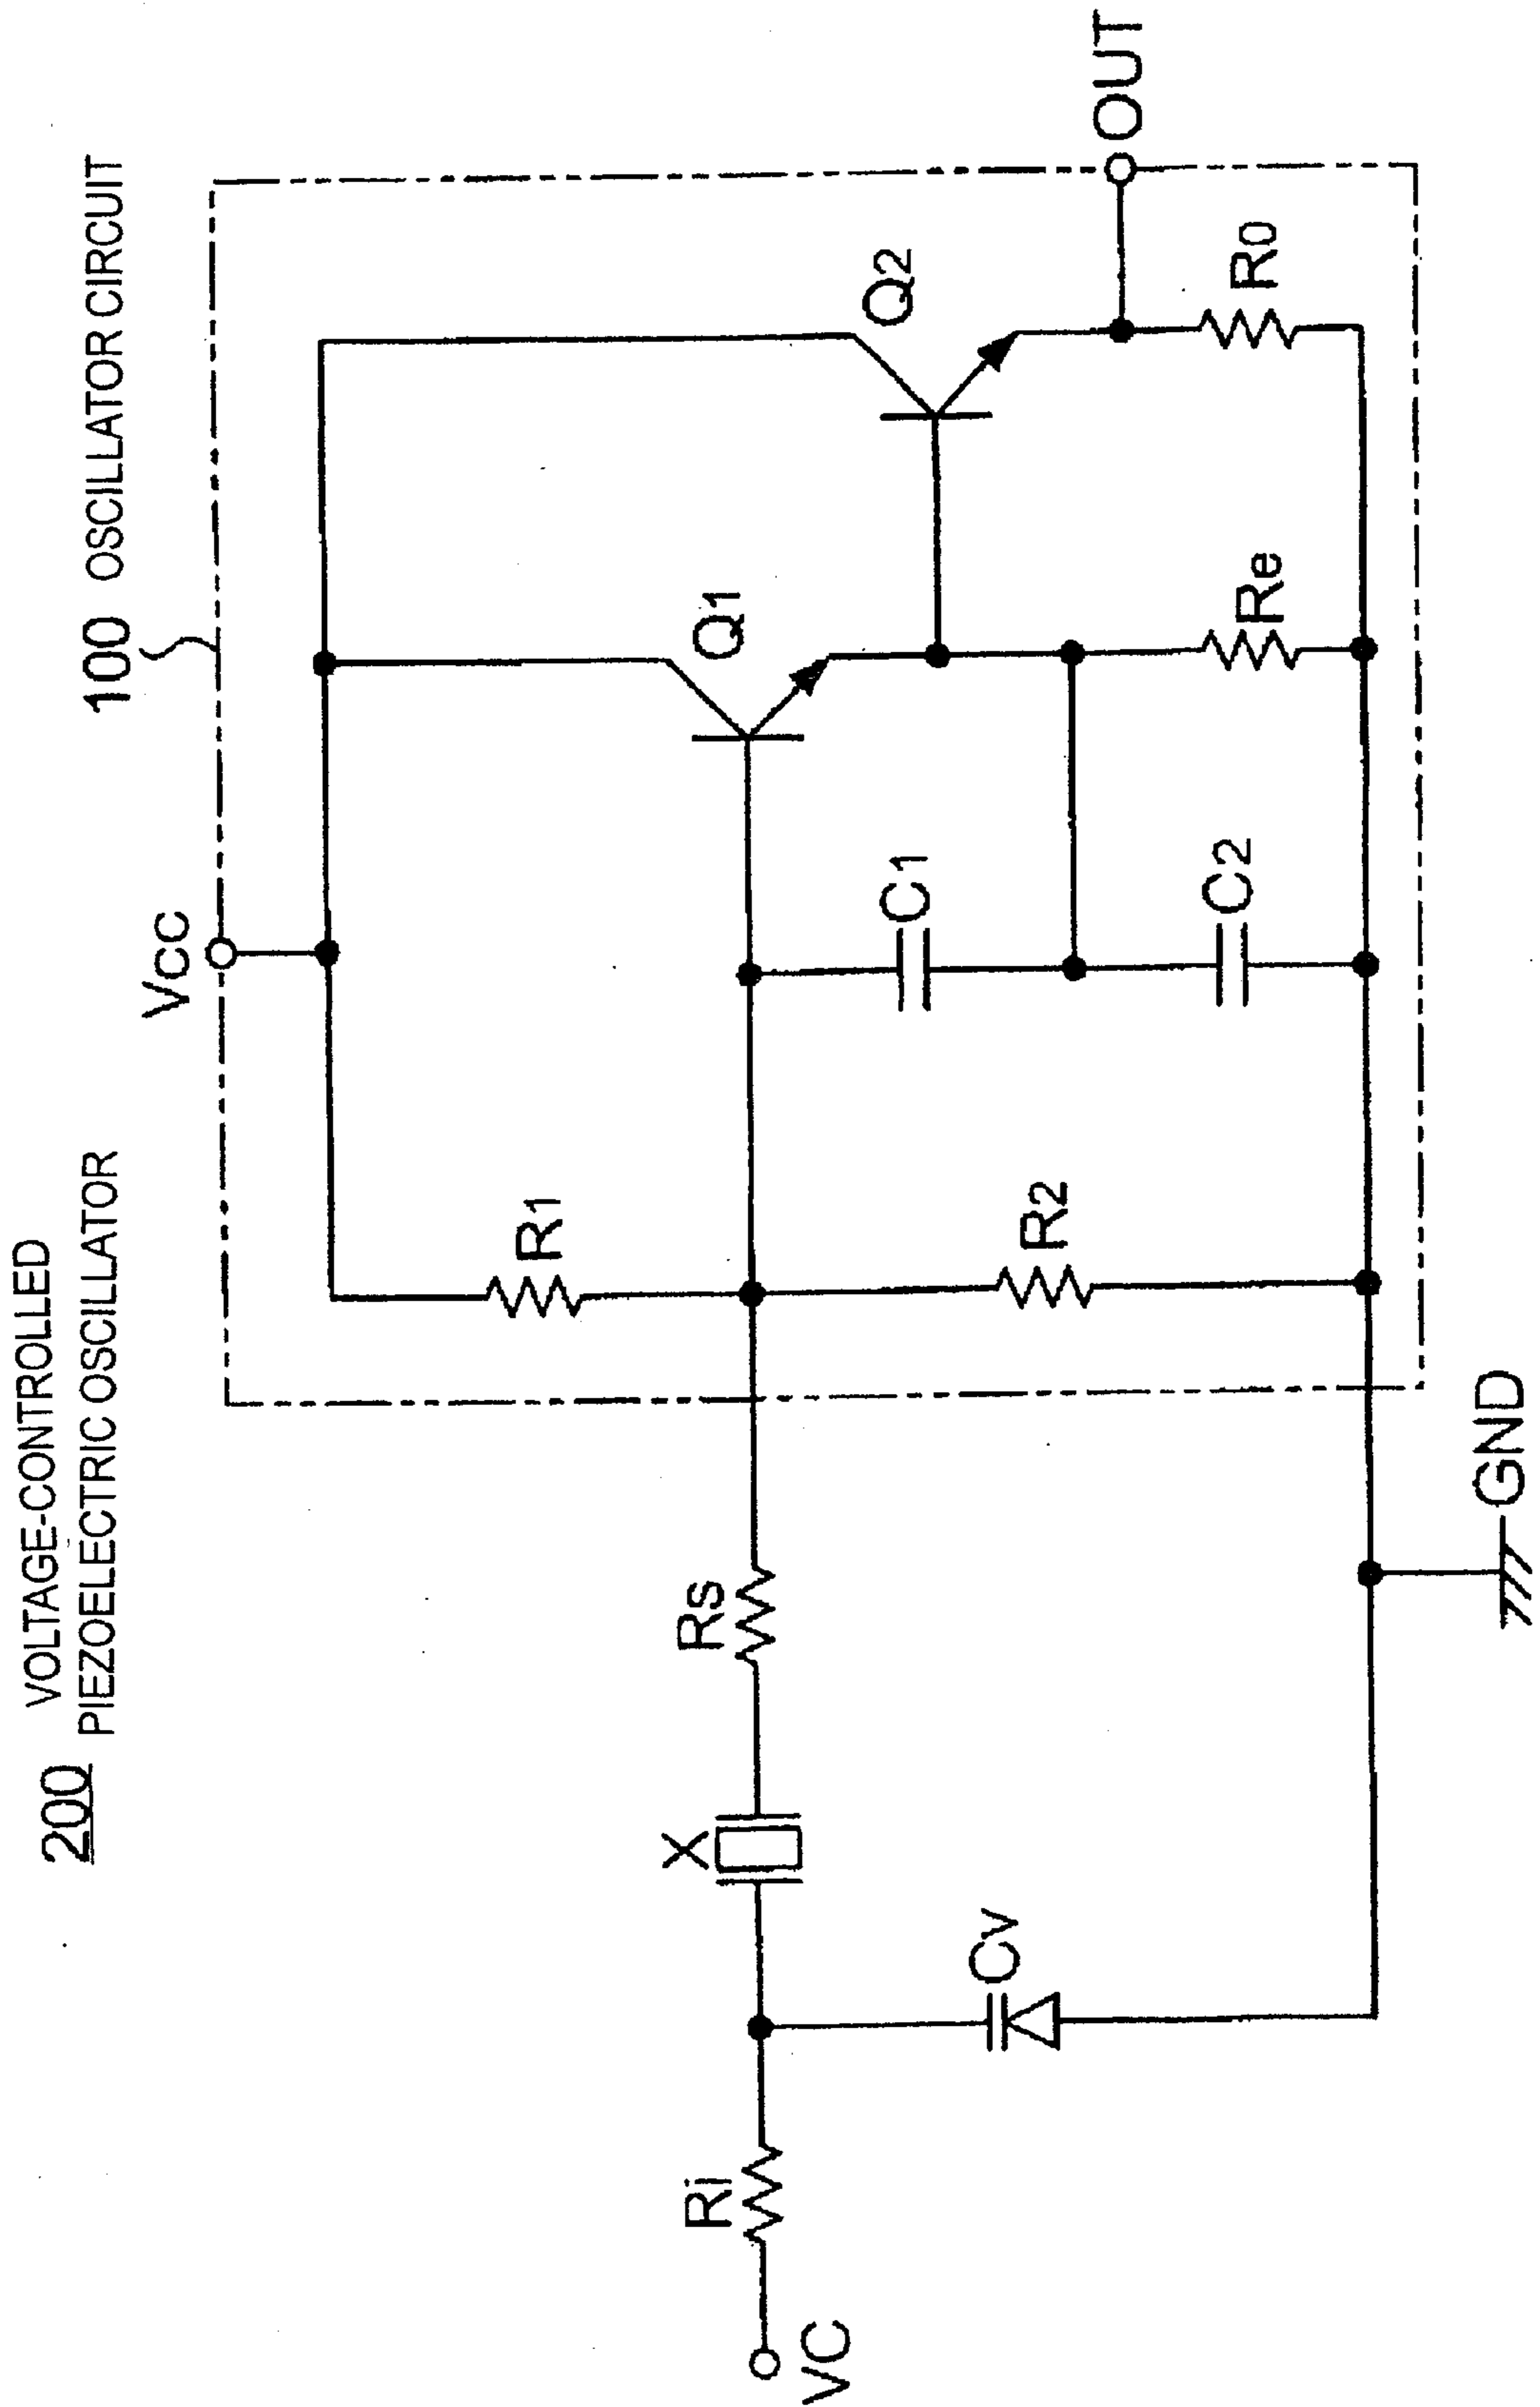 VOLTAGE-CONTROLLED
200 PIEZOELECTRIC OSCILLATOR
100 OSCILLATOR CIRCUIT
Vcc
R1
Q1
Q2
Ri
X
Rs
C1
OUT
Cv
R2
C2
Re
R0
VC
GND